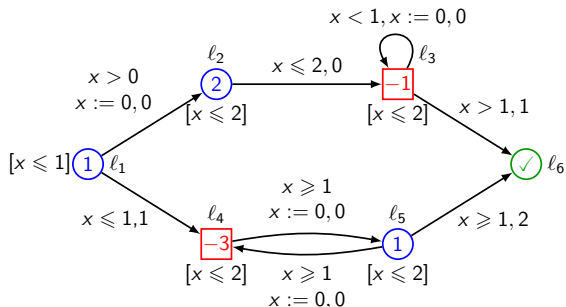 x < 1, x := 0, 0
ℓ2
ℓ3
x > 0
x := 0, 0
x ⩽ 2, 0
2
−1
[x ⩽ 2]
[x ⩽ 2]
x > 1, 1
[x ⩽ 1]
1
ℓ1
✓
ℓ6
x ⩽ 1,1
ℓ4
x ⩾ 1
x := 0, 0
ℓ5
x ⩾ 1, 2
−3
1
[x ⩽ 2]
x ⩾ 1
x := 0, 0
[x ⩽ 2]